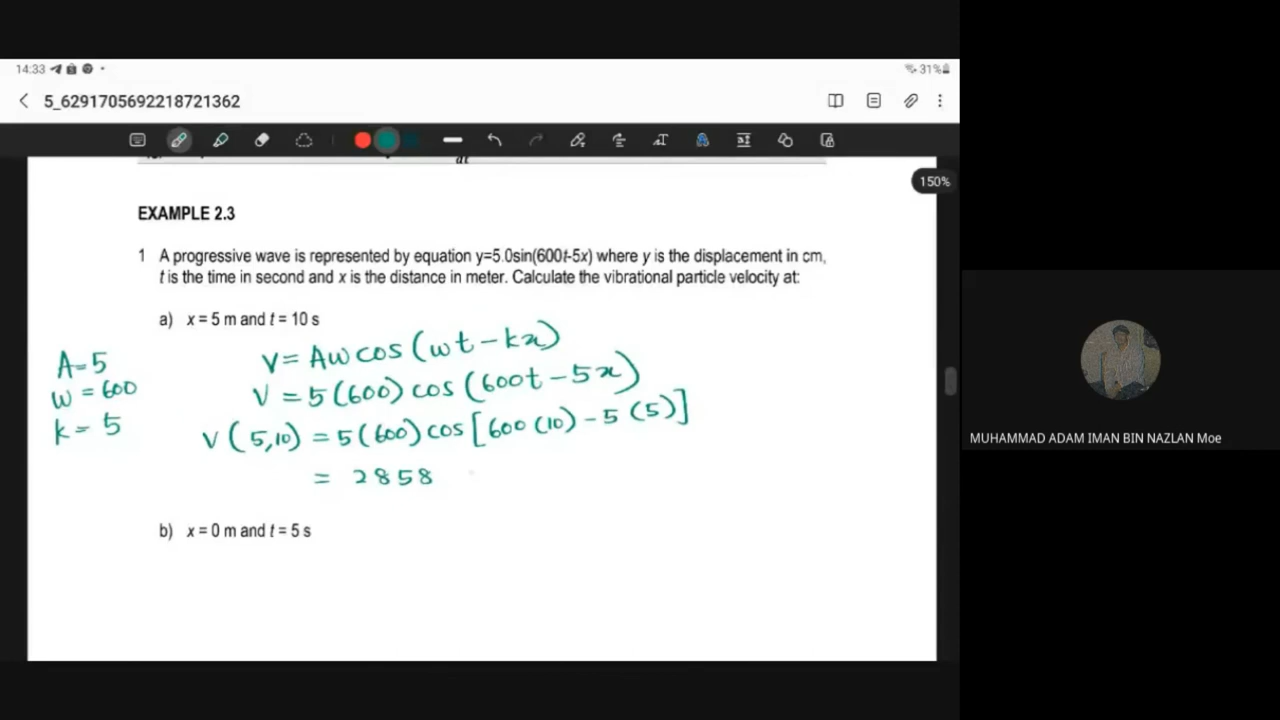 14:33
31%
5_6291705692218721362
150%
dt
EXAMPLE 2.3
1 A progressive wave is represented by equation y=5.0sin(600t-5x) where y is the displacement in cm,
t is the time in second and x is the distance in meter. Calculate the vibrational particle velocity at:
a) x = 5 m and t = 10 s
A=5
w = 600
k = 5
V= Aw cos (wt - kx)
V = 5 (600) cos (600t - 5x)
V (5,10) = 5 (600) cos [600 (10) - 5 (5)]
= 2858
b) x = 0 m and t = 5 s
MUHAMMAD ADAM IMAN BIN NAZLAN Moe